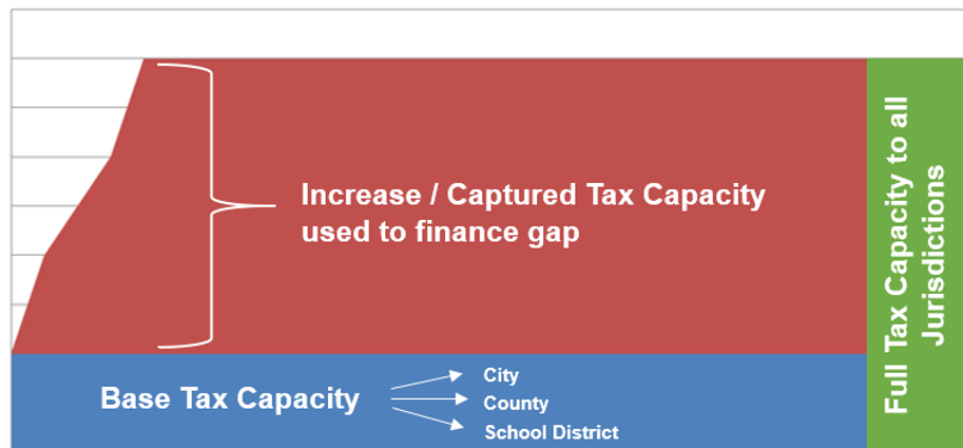 Increase / Captured Tax Capacity
used to finance gap
Base Tax Capacity
City
County
School District
Full Tax Capacity to all
Jurisdictions